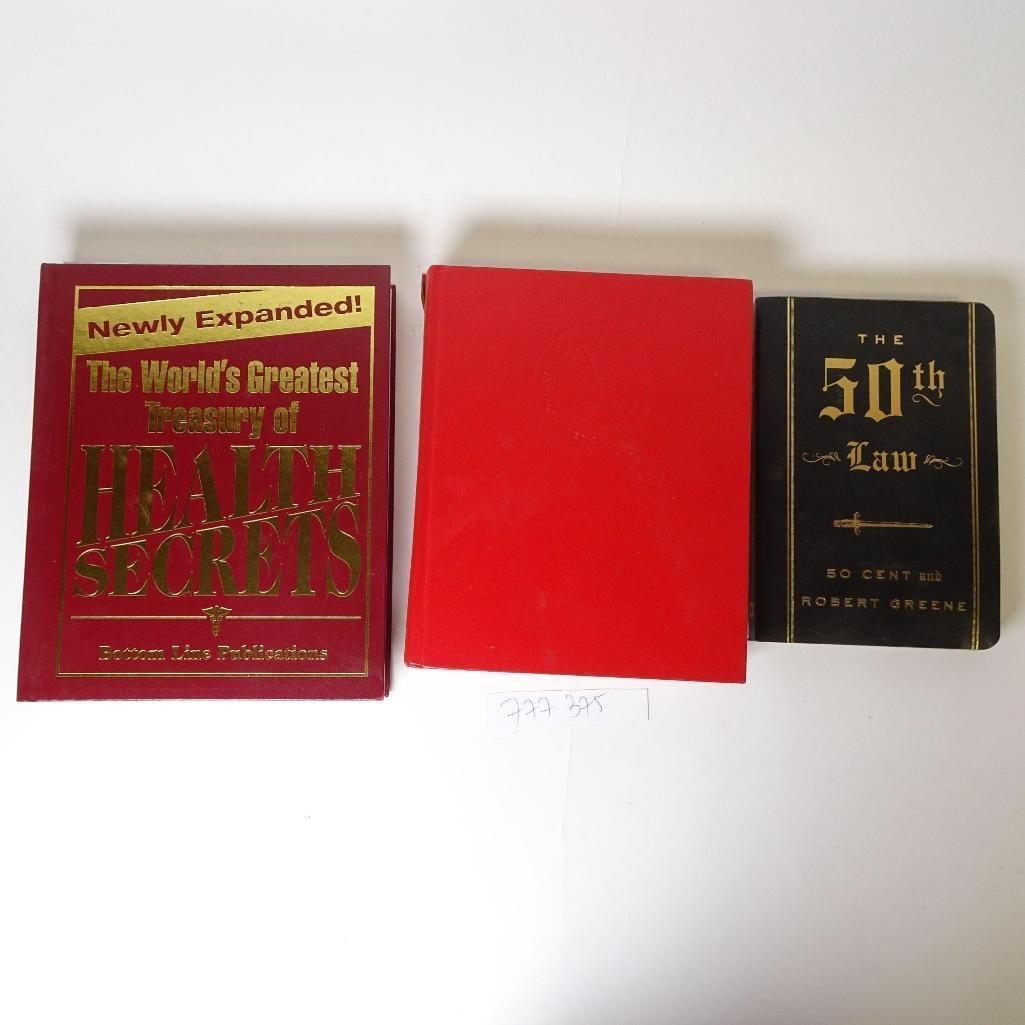 Newly Expanded!
The World's Greatest
Treasury of
HEALTH
SECRETS
Bottom Line Publications
THE
50th
Law
50 CENT and
ROBERT GREENE
777 375